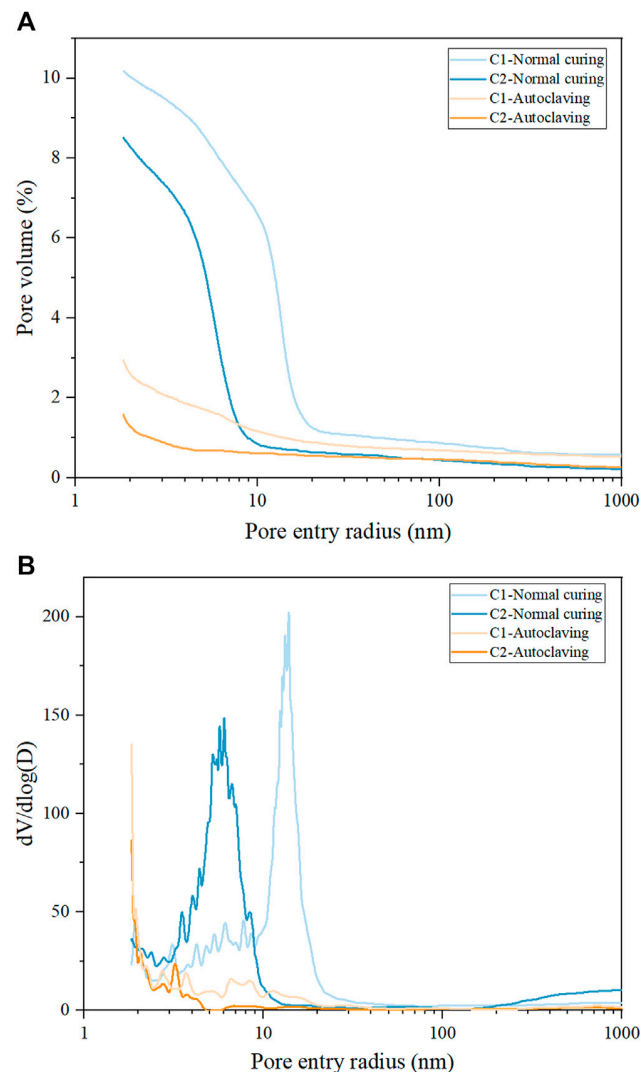 A
C1-Normal curing
C2-Normal curing
C1-Autoclaving
C2-Autoclaving
10
8
6
4
2
0
Pore volume (%)
1 10 100 1000
Pore entry radius (nm)
B
C1-Normal curing
C2-Normal curing
C1-Autoclaving
C2-Autoclaving
200
150
100
50
0
dV/dlog(D)
1 10 100 1000
Pore entry radius (nm)